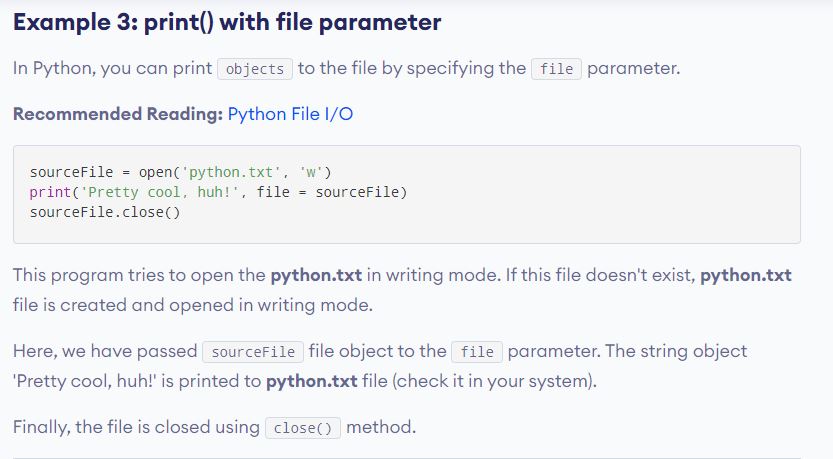 Example 3: print() with file parameter
In Python, you can print objects to the file by specifying the file parameter.
Recommended Reading: Python File I/O
sourceFile = open('python.txt', 'w')
print('Pretty cool, huh!', file = sourceFile)
sourceFile.close()
This program tries to open the python.txt in writing mode. If this file doesn't exist, python.txt
file is created and opened in writing mode.
Here, we have passed sourceFile file object to the file parameter. The string object
'Pretty cool, huh!' is printed to python.txt file (check it in your system).
Finally, the file is closed using close() method.